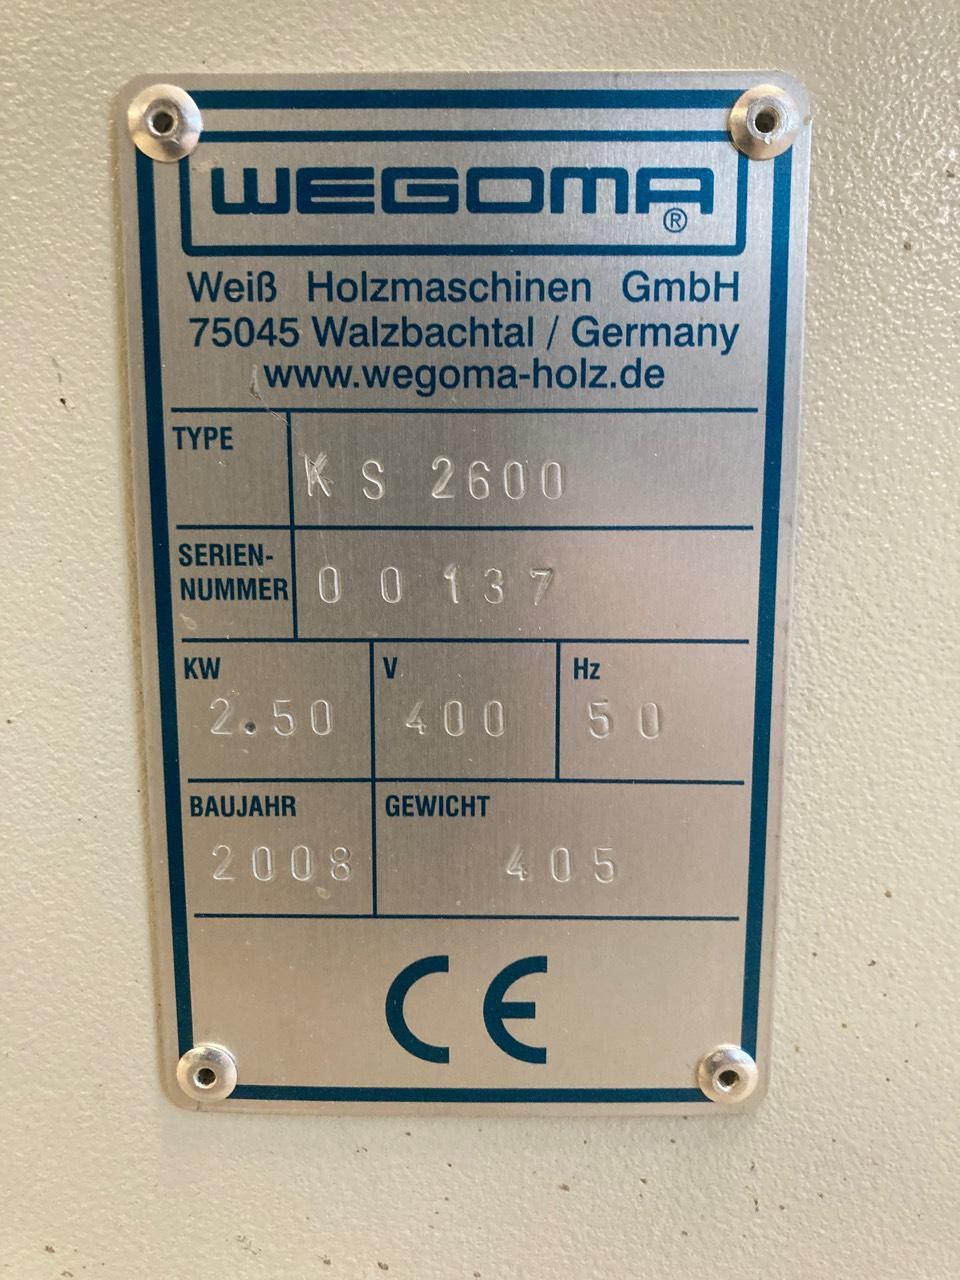 WEGOMA
®
Weiß Holzmaschinen GmbH
75045 Walzbachtal / Germany
www.wegoma-holz.de
TYPE KS 2600
SERIEN-
NUMMER 00137
KW V Hz
2.50 400 50
BAUJAHR GEWICHT
2008 405
CE